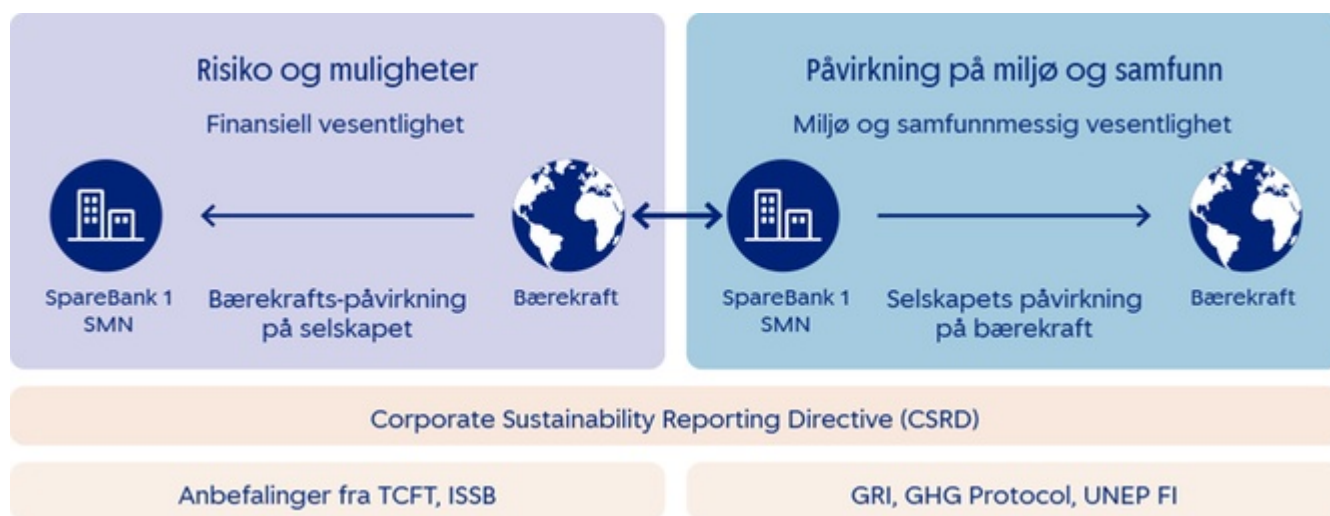 Risiko og muligheter
Finansiell vesentlighet
SpareBank 1
SMN
Bærekrafts-påvirkning
på selskapet
Bærekraft
Påvirkning på miljø og samfunn
Miljø og samfunnmessig vesentlighet
SpareBank 1
SMN
Selskapets påvirkning
på bærekraft
Bærekraft
Corporate Sustainability Reporting Directive (CSRD)
Anbefalinger fra TCFT, ISSB
GRI, GHG Protocol, UNEP FI